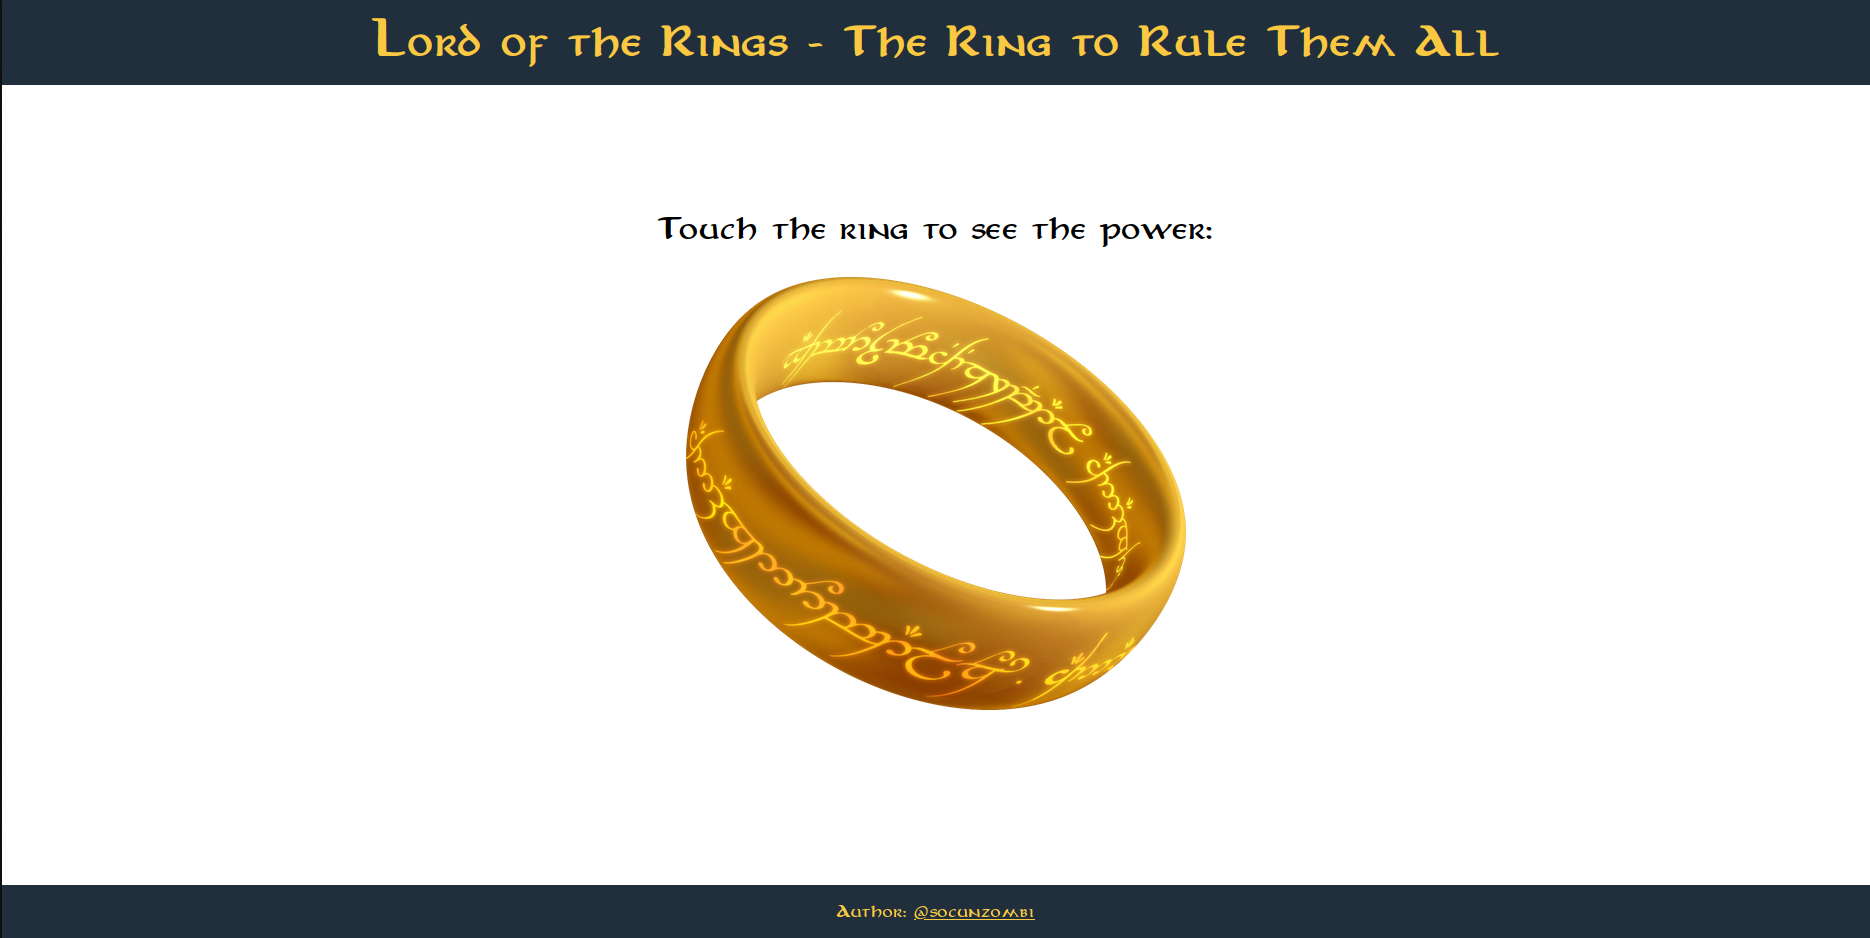 Lord of the Rings - The Ring to Rule Them All
Touch the ring to see the power:
Author: @socunzombi